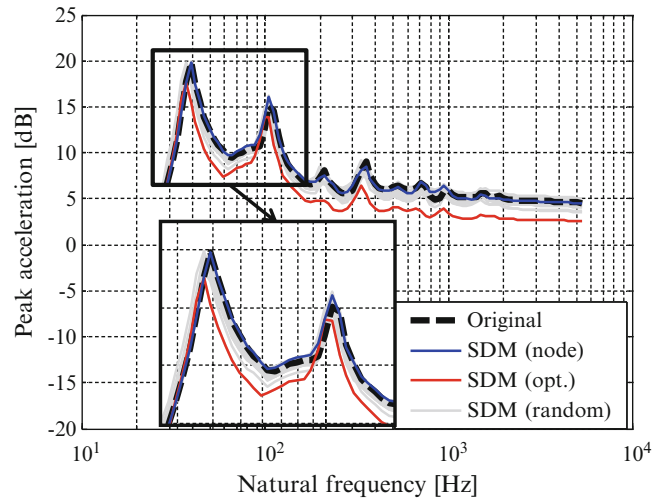 25
20
15
10
5
0
-5
-10
-15
-20
Peak acceleration [dB]
Original
SDM (node)
SDM (opt.)
SDM (random)
10^1
10^2
10^3
10^4
Natural frequency [Hz]